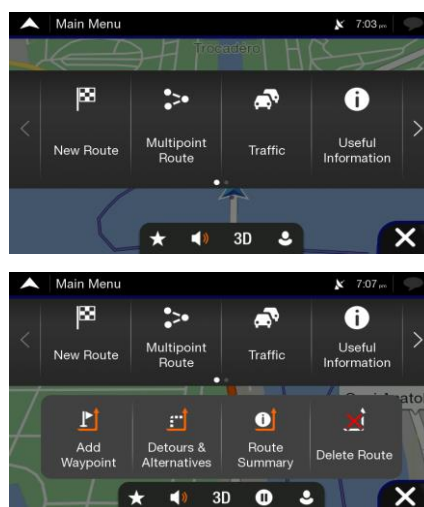 Main Menu 7:03 pm
Trocadéro
New Route
Multipoint
Route
Traffic
Useful
Information
3D
Main Menu 7:07 pm
New Route
Multipoint
Route
Traffic
Useful
Information
Add
Waypoint
Detours &
Alternatives
Route
Summary
Delete Route
3D